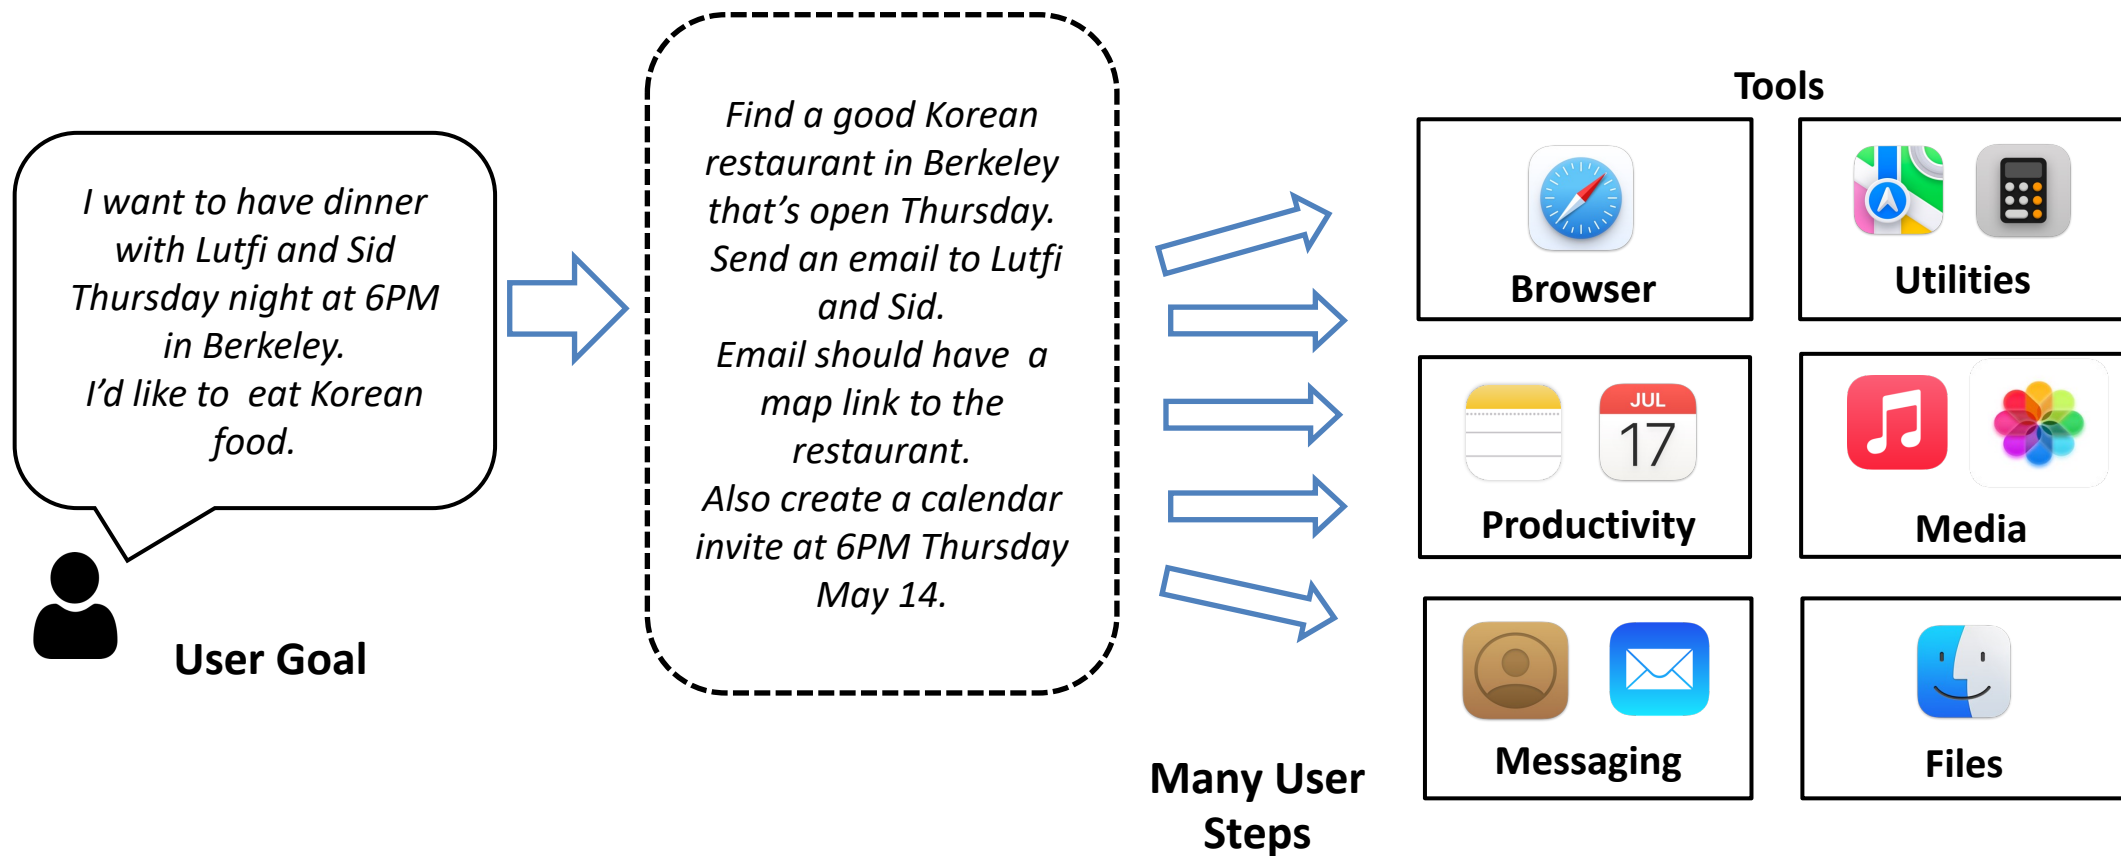 I want to have dinner
with Lutfi and Sid
Thursday night at 6PM
in Berkeley.
I’d like to  eat Korean
food.
User Goal
Find a good Korean
restaurant in Berkeley
that’s open Thursday.
Send an email to Lutfi
and Sid.
Email should have  a
map link to the
restaurant.
Also create a calendar
invite at 6PM Thursday
May 14.
Many User
Steps
Tools
Browser
Utilities
JUL
17
Productivity
Media
Messaging
Files